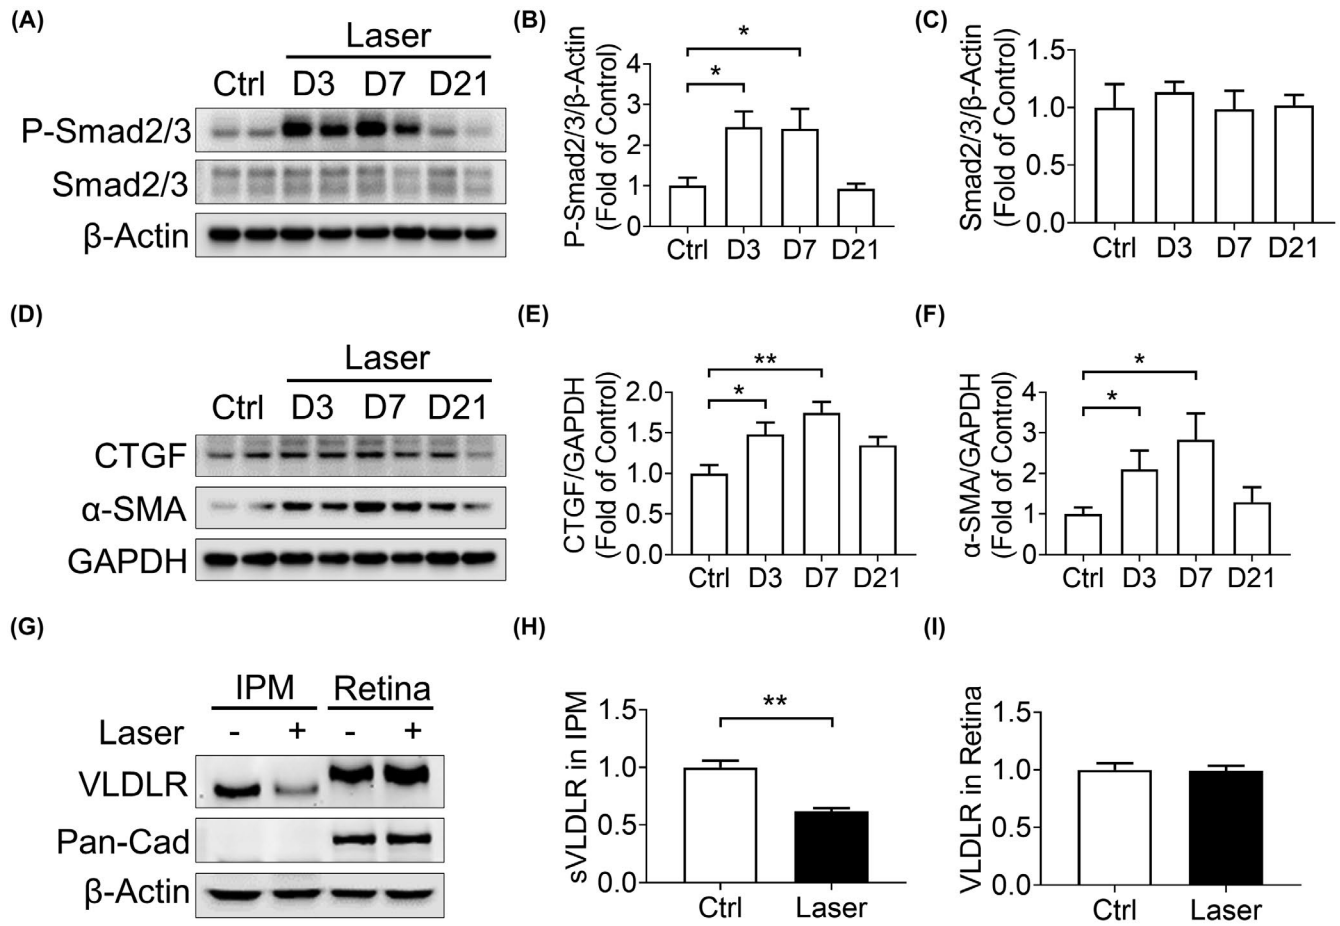 (A)
Laser
Ctrl D3 D7 D21
P-Smad2/3
Smad2/3
β-Actin
(B)
P-Smad2/3/β-Actin
(Fold of Control)
4
3
2
1
0
*
*
Ctrl D3 D7 D21
(C)
Smad2/3/β-Actin
(Fold of Control)
1.5
1.0
0.5
0.0
Ctrl D3 D7 D21
(D)
Laser
Ctrl D3 D7 D21
CTGF
α-SMA
GAPDH
(E)
CTGF/GAPDH
(Fold of Control)
2.0
1.5
1.0
0.5
0.0
**
*
Ctrl D3 D7 D21
(F)
α-SMA/GAPDH
(Fold of Control)
4
3
2
1
0
*
*
Ctrl D3 D7 D21
(G)
IPM Retina
Laser - + - +
VLDLR
Pan-Cad
β-Actin
(H)
sVLDLR in IPM
1.5
1.0
0.5
0.0
**
Ctrl Laser
(I)
VLDLR in Retina
1.5
1.0
0.5
0.0
Ctrl Laser